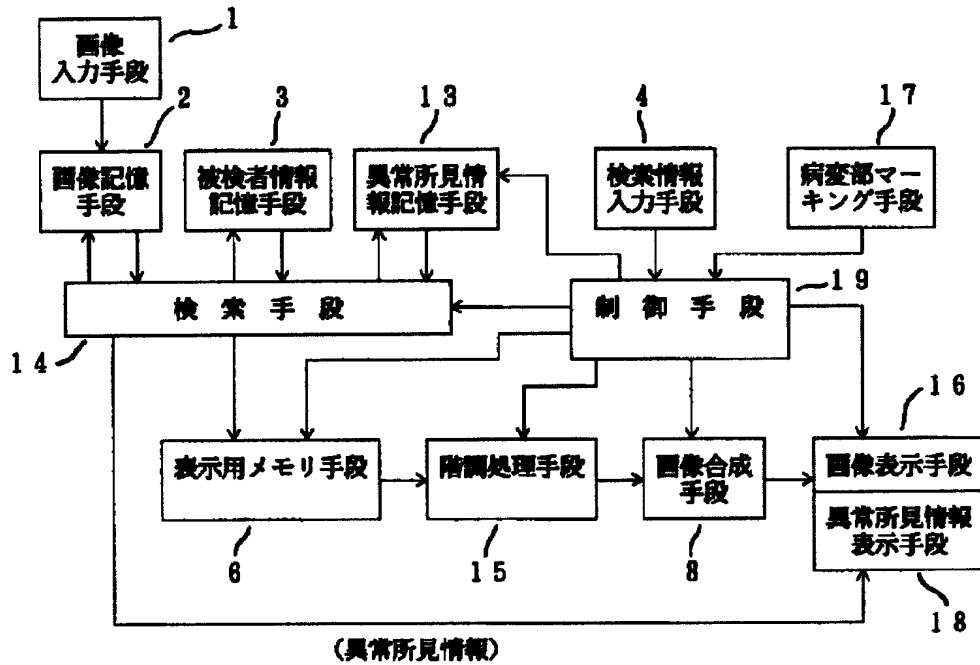 1
画像
入力手段
2
3
13
4
17
画像記憶
手段
被検者情報
記憶手段
異常所見情
報記憶手段
検索情報
入力手段
病変部マー
キング手段
検 索 手 段
制 御 手 段
19
14
16
表示用メモリ手段
階調処理手段
画像合成
手段
画像表示手段
異常所見情報
表示手段
6
15
8
18
(異常所見情報)